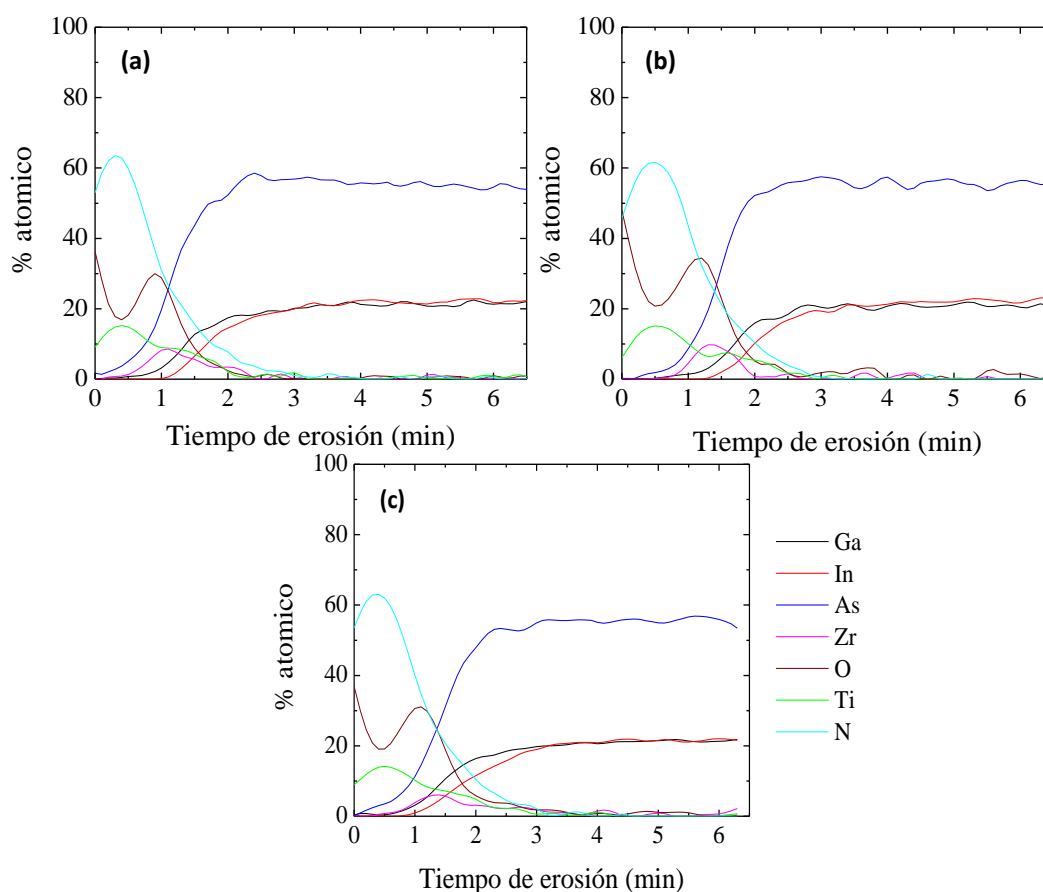 (a)
% atomico
100
80
60
40
20
0
0 1 2 3 4 5 6
Tiempo de erosión (min)
(b)
% atomico
100
80
60
40
20
0
0 1 2 3 4 5 6
Tiempo de erosión (min)
(c)
% atomico
100
80
60
40
20
0
0 1 2 3 4 5 6
Tiempo de erosión (min)
Ga
In
As
Zr
O
Ti
N